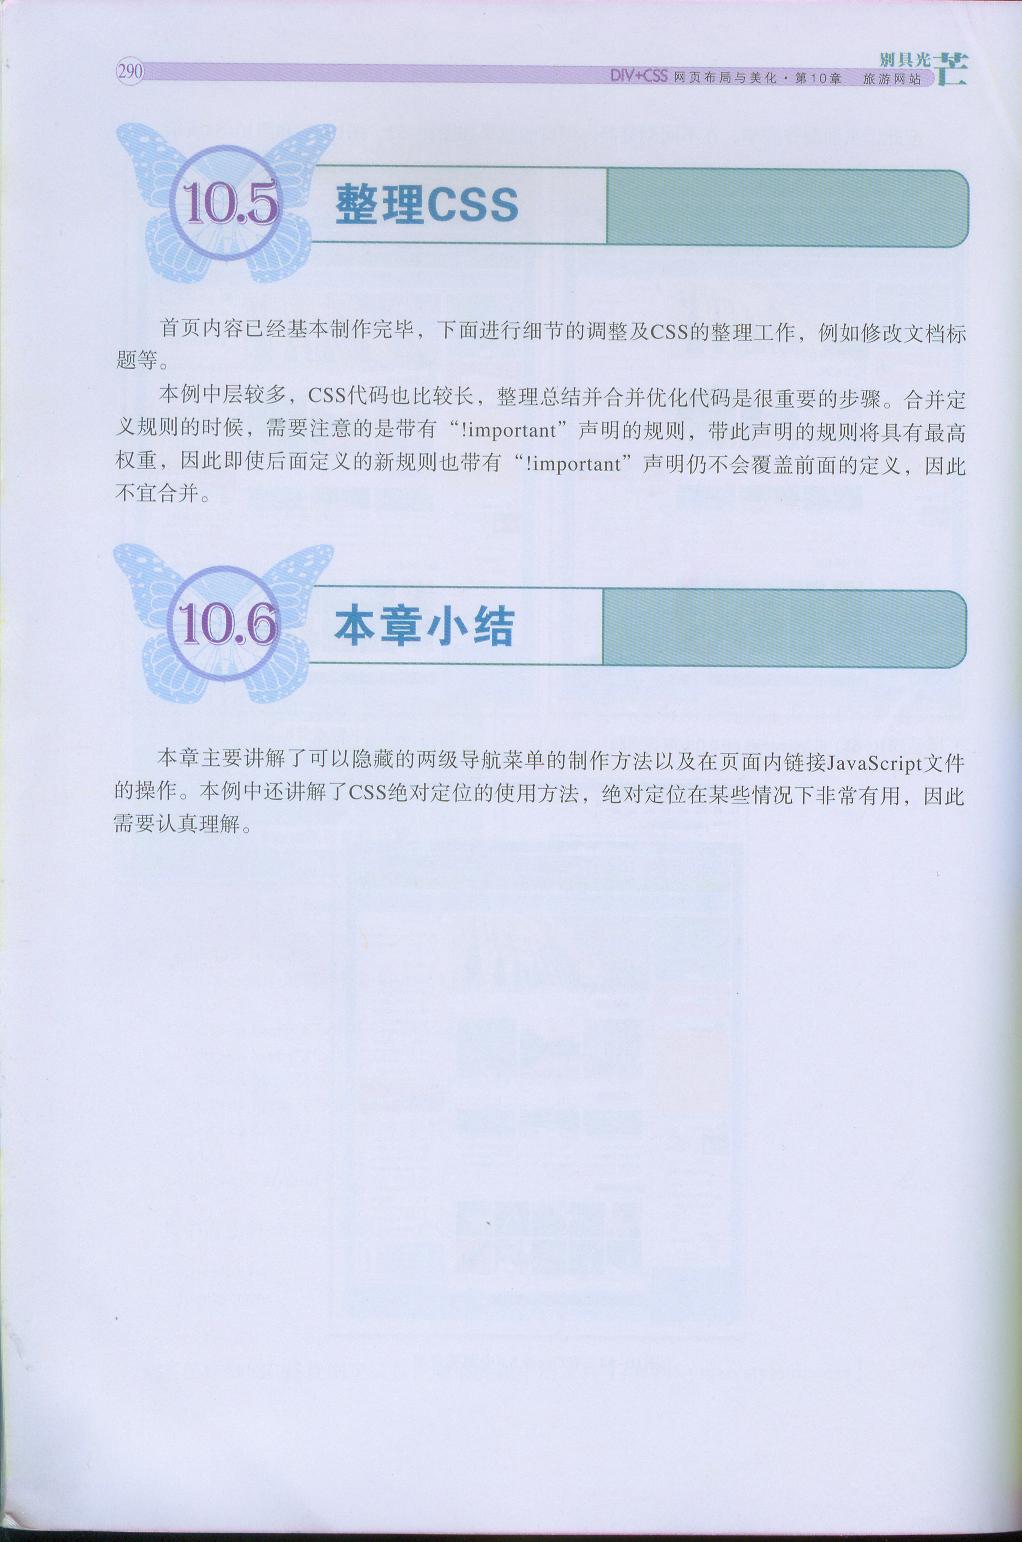 290
别具光芒
DIV+CSS 网页布局与美化·第10章 旅游网站
10.5 整理CSS
首页内容已经基本制作完毕，下面进行细节的调整及CSS的整理工作，例如修改文档标
题等。
本例中层较多，CSS代码也比较长，整理总结并合并优化代码是很重要的步骤。合并定
义规则的时候，需要注意的是带有“!important”声明的规则，带此声明的规则将具有最高
权重，因此即使后面定义的新规则也带有“!important”声明仍不会覆盖前面的定义，因此
不宜合并。
10.6 本章小结
本章主要讲解了可以隐藏的两级导航菜单的制作方法以及在页面内链接JavaScript文件
的操作。本例中还讲解了CSS绝对定位的使用方法，绝对定位在某些情况下非常有用，因此
需要认真理解。